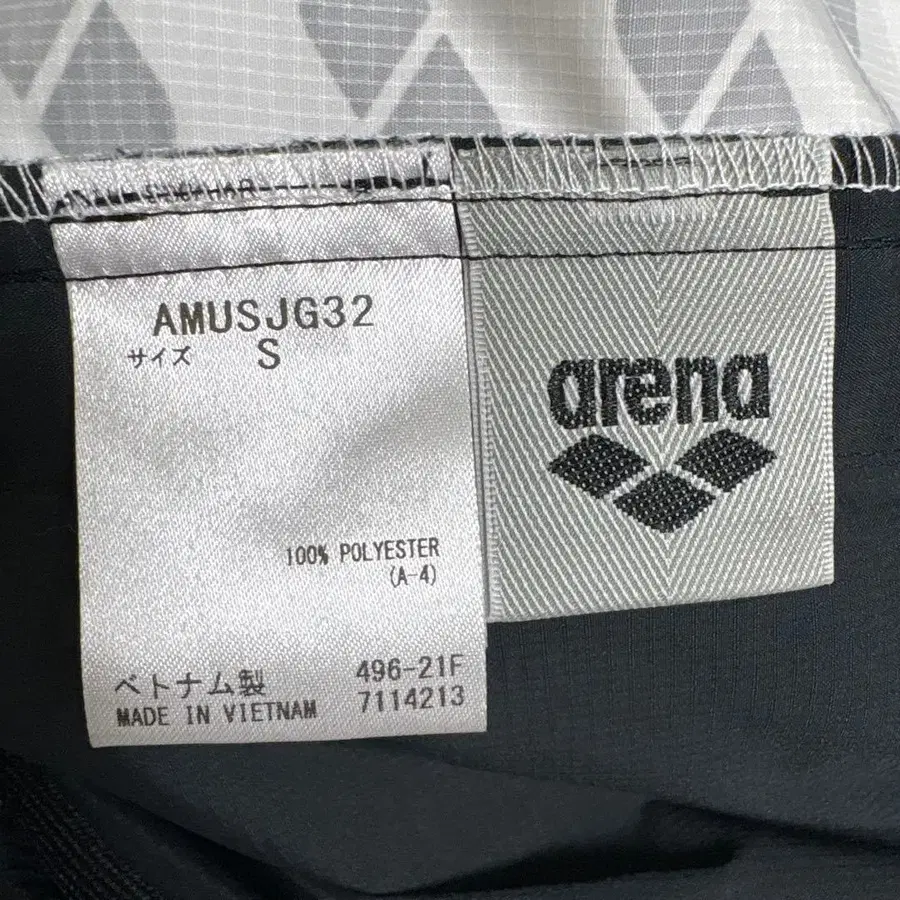 AMUSJG32
サイズ S
100% POLYESTER
(A-4)
ベトナム製 496-21F
MADE IN VIETNAM 7114213
arena